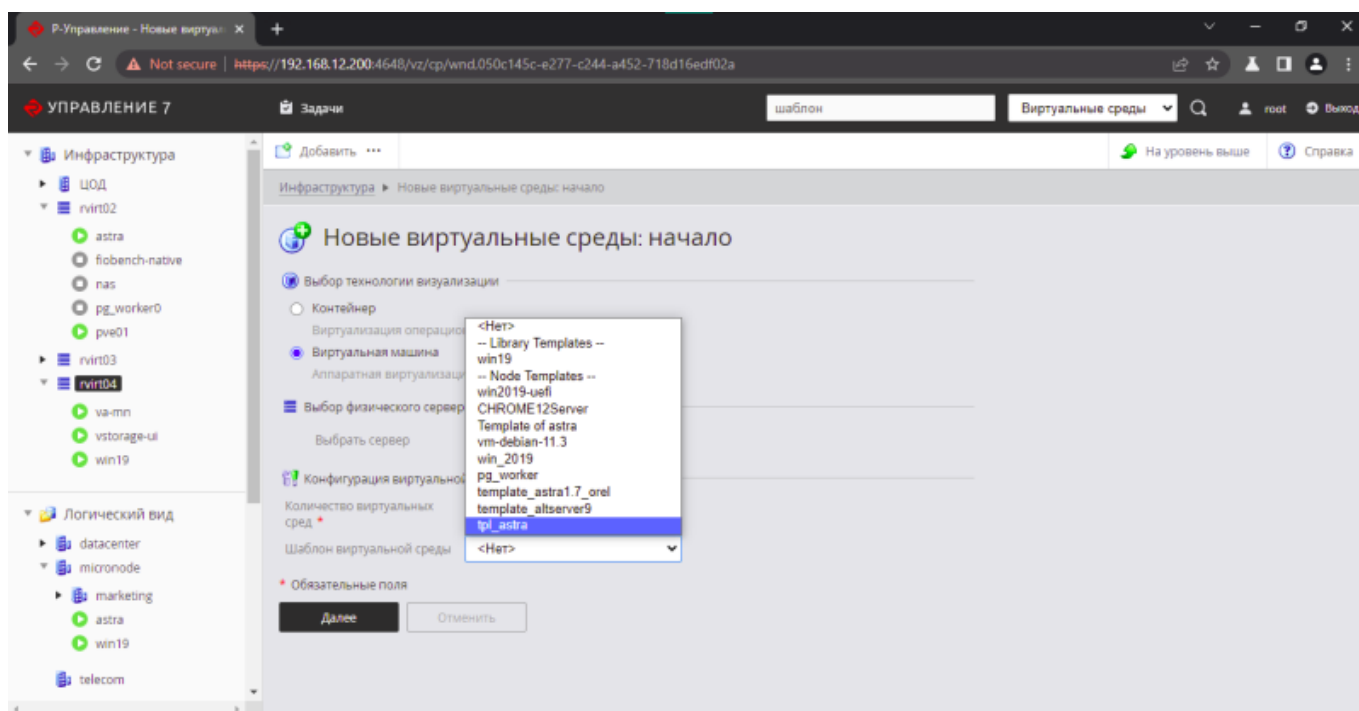 Р-Управление - Новые виртуал
Not secure | https://192.168.12.200:4648/vz/cp/wnd.050c145c-e277-c244-a452-718d16edf02a
УПРАВЛЕНИЕ 7
Задачи
шаблон
Виртуальные среды
root
Выход
Инфраструктура
ЦОД
rvirt02
astra
fiobench-native
nas
pg_worker0
pve01
rvirt03
rvirt04
va-mn
vstorage-ui
win19
Логический вид
datacenter
micronode
marketing
astra
win19
telecom
Добавить ···
На уровень выше
Справка
Инфраструктура ▶ Новые виртуальные среды: начало
Новые виртуальные среды: начало
Выбор технологии визуализации
Контейнер
Виртуализация операцио
Виртуальная машина
Аппаратная виртуализац
Выбор физического сервер
Выбрать сервер
Конфигурация виртуальной
Количество виртуальных
сред *
Шаблон виртуальной среды
<Нет>
-- Library Templates --
win19
-- Node Templates --
win2019-uefi
CHROME12Server
Template of astra
vm-debian-11.3
win_2019
pg_worker
template_astra1.7_orel
template_altserver9
tpl_astra
<Нет>
* Обязательные поля
Далее
Отменить